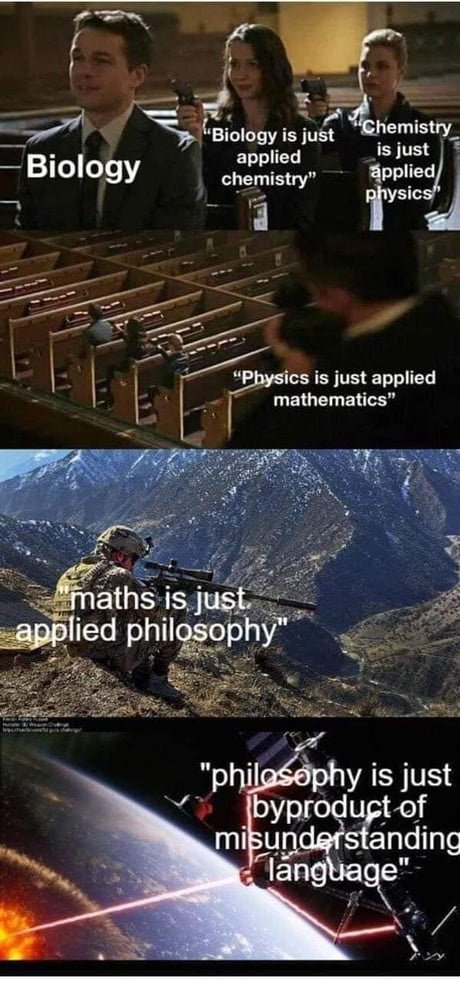 Biology
"Biology is just
applied
chemistry"
"Chemistry
is just
applied
physics"
"Physics is just applied
mathematics"
"maths is just
applied philosophy"
"philosophy is just
byproduct of
misunderstanding
language"